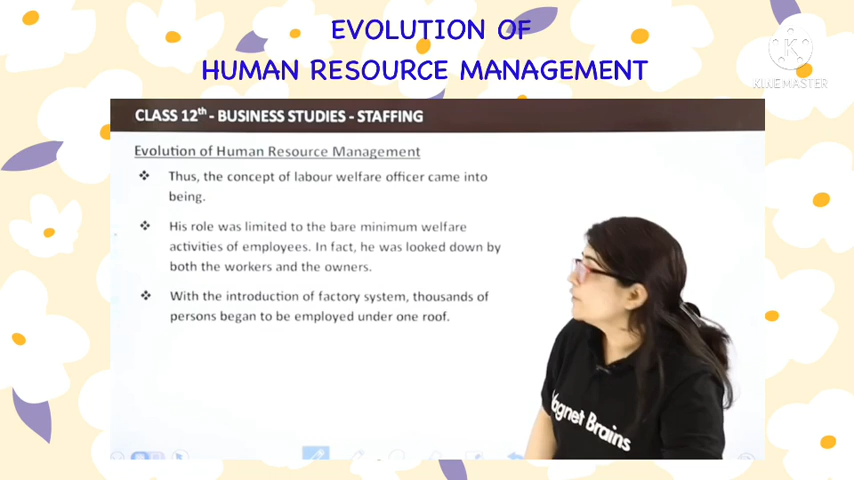 EVOLUTION OF
HUMAN RESOURCE MANAGEMENT
KINEMASTER
CLASS 12th - BUSINESS STUDIES - STAFFING
Evolution of Human Resource Management
❖ Thus, the concept of labour welfare officer came into
being.
❖ His role was limited to the bare minimum welfare
activities of employees. In fact, he was looked down by
both the workers and the owners.
❖ With the introduction of factory system, thousands of
persons began to be employed under one roof.
Magnet Brains